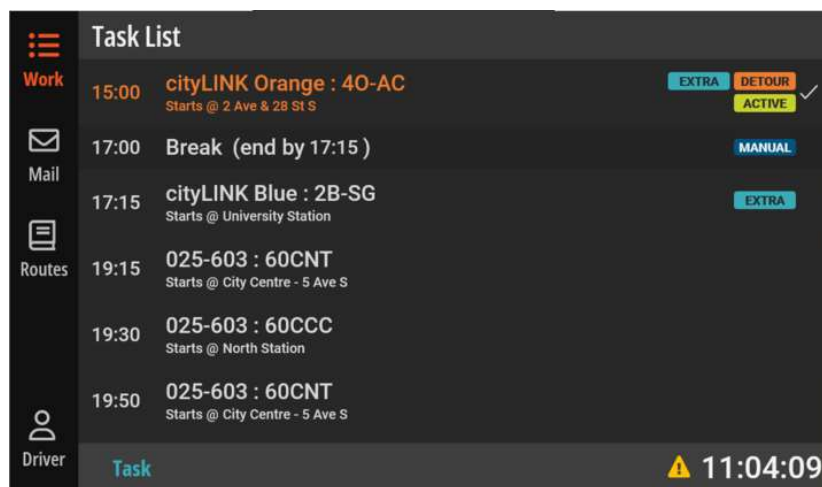 Task List
Work
15:00 cityLINK Orange : 4O-AC EXTRA DETOUR
Starts @ 2 Ave & 28 St S ACTIVE
Mail
17:00 Break (end by 17:15 ) MANUAL
17:15 cityLINK Blue : 2B-SG EXTRA
Starts @ University Station
Routes
19:15 025-603 : 60CNT
Starts @ City Centre - 5 Ave S
19:30 025-603 : 60CCC
Starts @ North Station
19:50 025-603 : 60CNT
Starts @ City Centre - 5 Ave S
Driver
Task 11:04:09